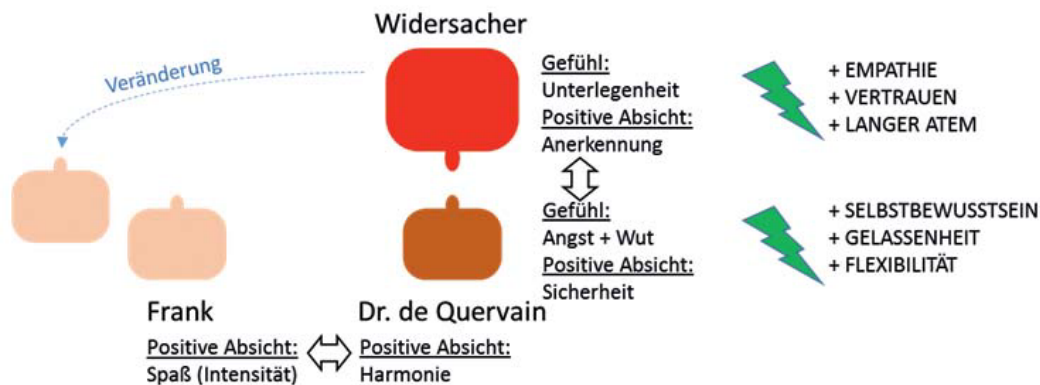 Widersacher
Veränderung
Gefühl:
Unterlegenheit
Positive Absicht:
Anerkennung
+ EMPATHIE
+ VERTRAUEN
+ LANGER ATEM
Gefühl:
Angst + Wut
Positive Absicht:
Sicherheit
+ SELBSTBEWUSSTSEIN
+ GELASSENHEIT
+ FLEXIBILITÄT
Frank
Positive Absicht:
Spaß (Intensität)
Dr. de Quervain
Positive Absicht:
Harmonie